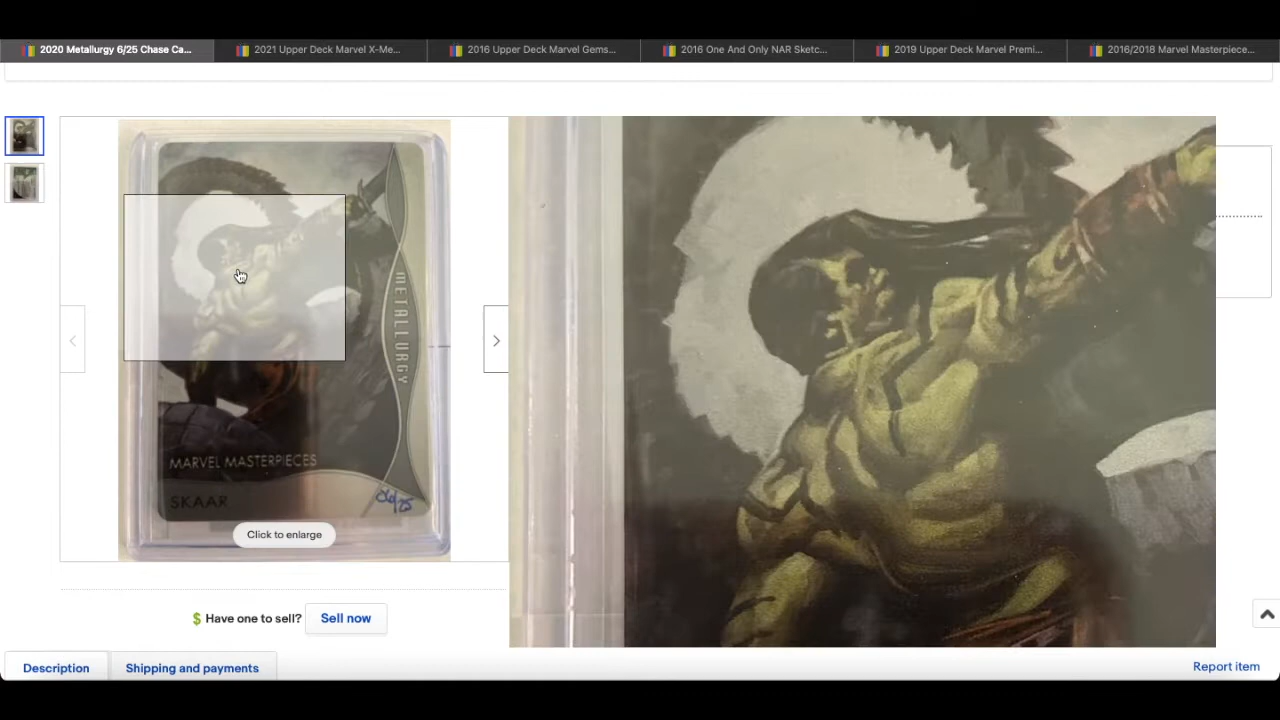 2020 Metallurgy 6/25 Chase Ca...
2021 Upper Deck Marvel X-Me...
2016 Upper Deck Marvel Gems...
2016 One And Only NAR Sketc...
2019 Upper Deck Marvel Premi...
2016/2018 Marvel Masterpiece...
METALLURGY
MARVEL MASTERPIECES
SKAAR
06/25
Click to enlarge
$ Have one to sell? Sell now
Description
Shipping and payments
Report item